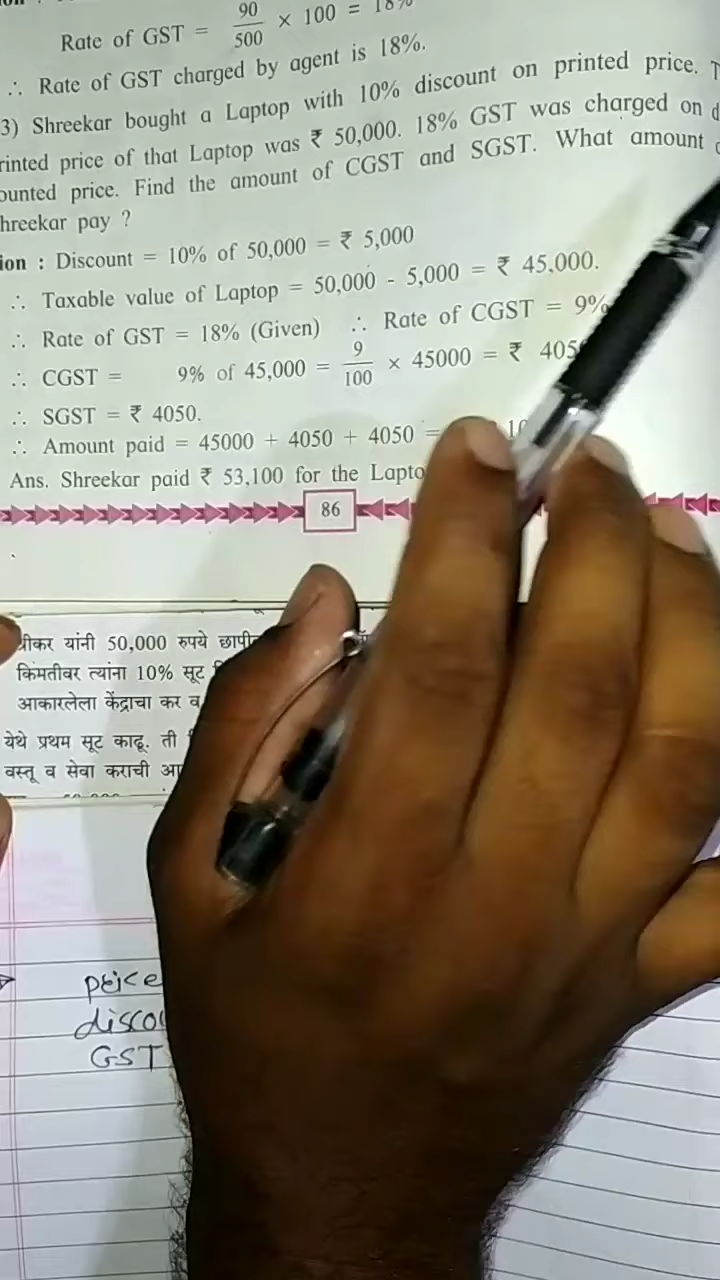 Rate of GST = 90/500 × 100 = 18%
∴ Rate of GST charged by agent is 18%.
3) Shreekar bought a Laptop with 10% discount on printed price. T
rinted price of that Laptop was ₹ 50,000. 18% GST was charged on d
ounted price. Find the amount of CGST and SGST. What amount
hreekar pay ?
ion : Discount = 10% of 50,000 = ₹ 5,000
∴ Taxable value of Laptop = 50,000 - 5,000 = ₹ 45,000.
∴ Rate of GST = 18% (Given) ∴ Rate of CGST = 9%
∴ CGST = 9% of 45,000 = 9/100 × 45000 = ₹ 405
∴ SGST = ₹ 4050.
∴ Amount paid = 45000 + 4050 + 4050 =
Ans. Shreekar paid ₹ 53,100 for the Lapto
86
श्रीकर यांनी 50,000 रुपये छापी
किंमतीवर त्यांना 10% सूट
आकारलेला केंद्राचा कर व
येथे प्रथम सूट काढू. ती
वस्तू व सेवा कराची आ
price
disco
GST